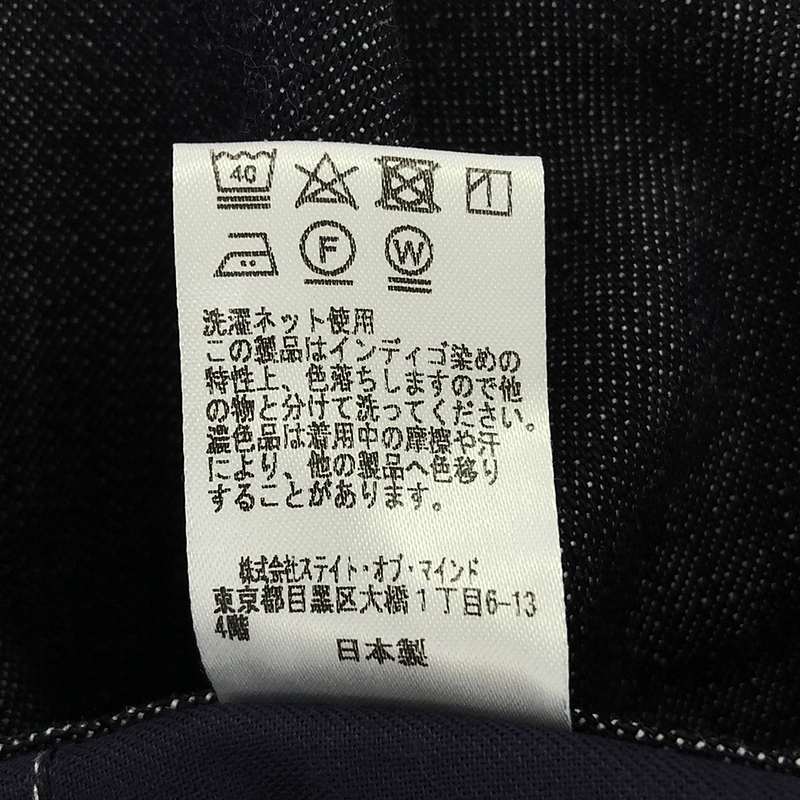 40
F
W
洗濯ネット使用
この製品はインディゴ染めの
特性上、色落ちしますので他
の物と分けて洗ってください。
濃色品は着用中の摩擦や汗
により、他の製品へ色移り
することがあります。
株式会社ステイト・オブ・マインド
東京都目黒区大橋1丁目6-13
4階
日本製